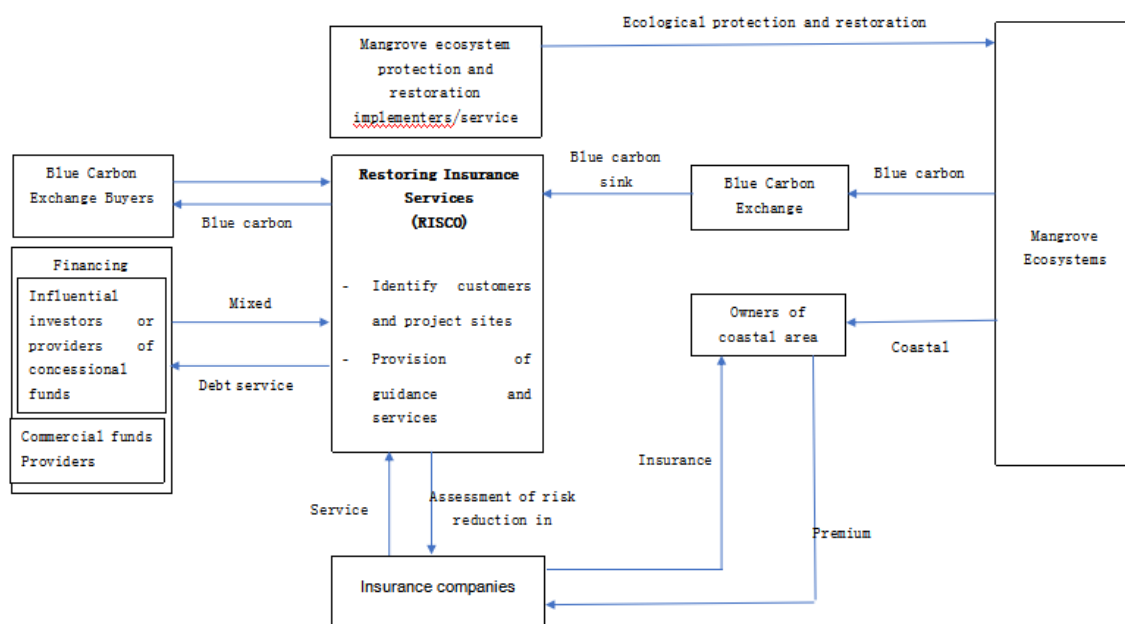 Ecological protection and restoration
Mangrove ecosystem
protection and
restoration
implementers/service
Blue Carbon
Exchange Buyers
Blue carbon
Restoring Insurance
Services
(RISCO)
- Identify customers
and project sites
- Provision of
guidance and
services
Blue carbon
sink
Blue Carbon
Exchange
Blue carbon
Mangrove
Ecosystems
Financing
Influential
investors or
providers of
concessional
funds
Commercial funds
Providers
Mixed
Debt service
Owners of
coastal area
Coastal
Insurance
Premium
Service
Assessment of risk
reduction in
Insurance companies